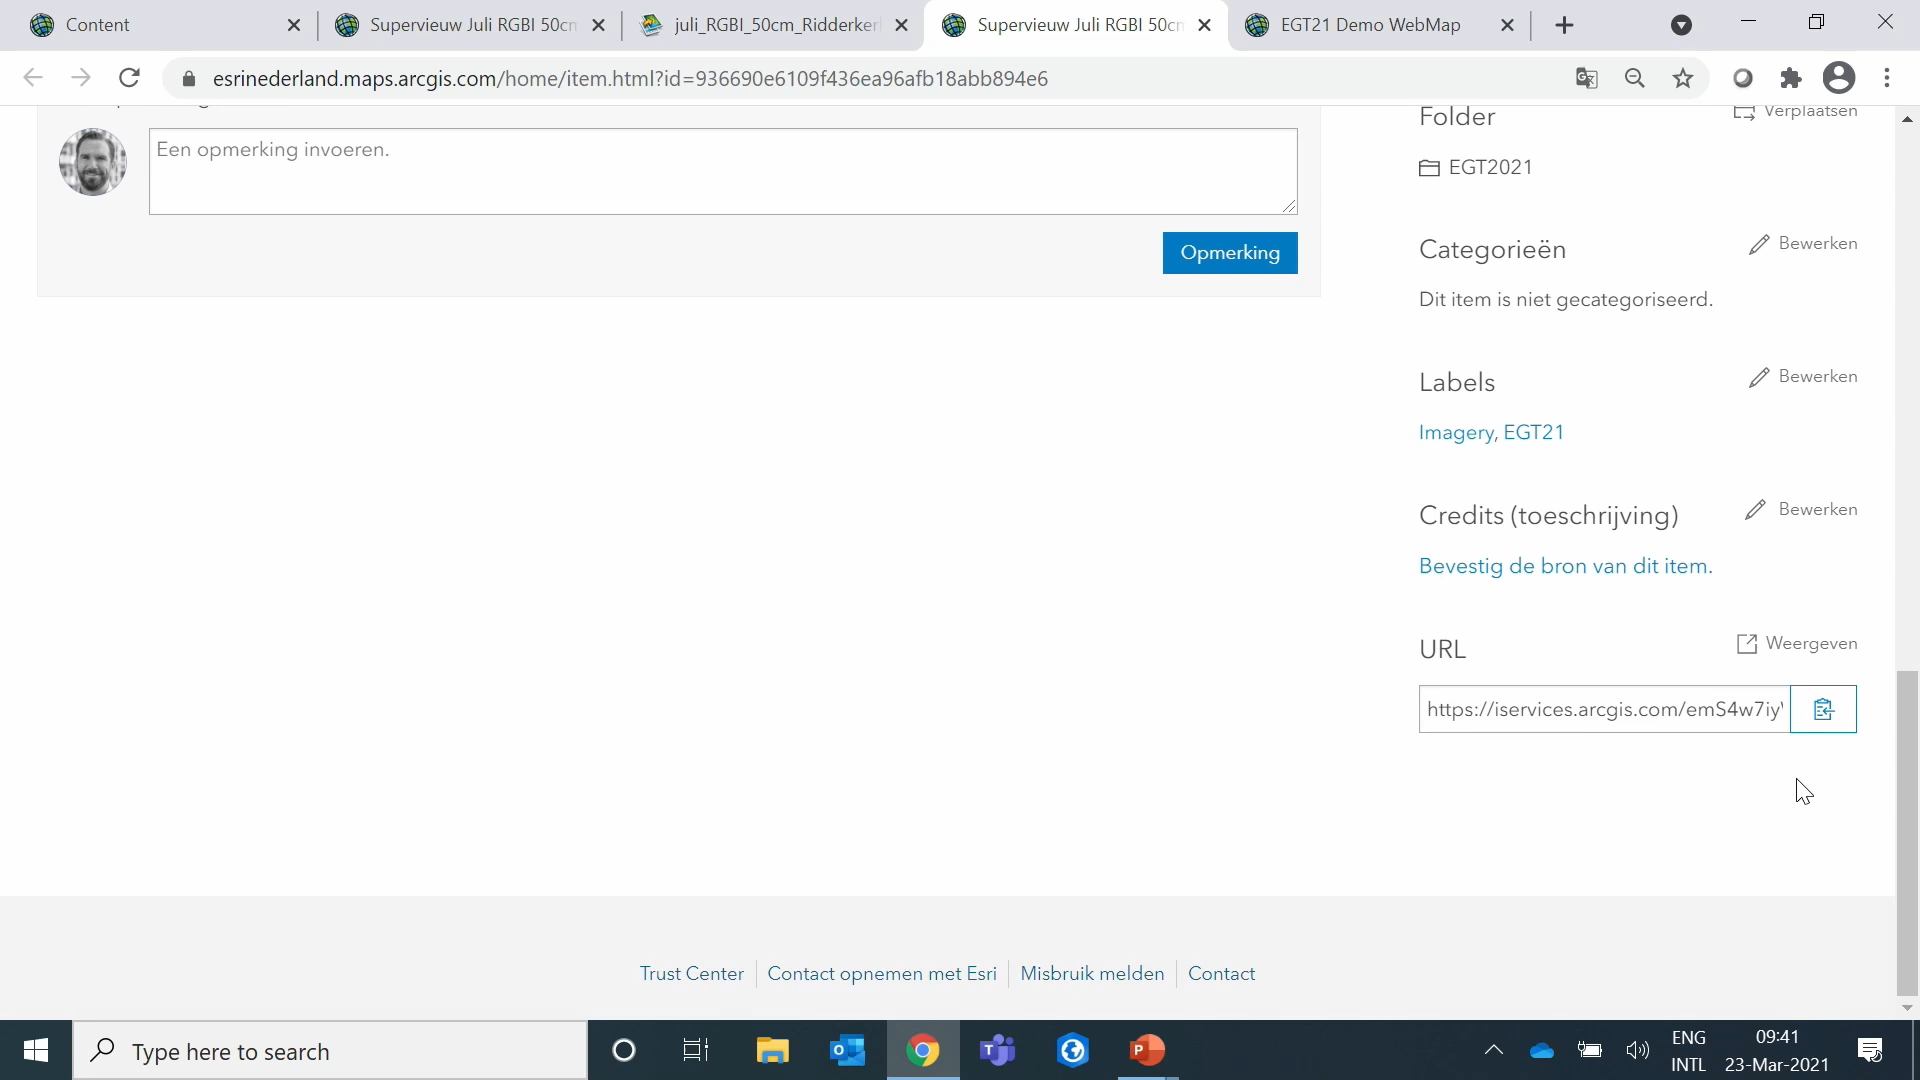 Content
Supervieuw Juli RGBI 50cm
juli_RGBI_50cm_Ridderkerk
Supervieuw Juli RGBI 50cm
EGT21 Demo WebMap
esrinederland.maps.arcgis.com/home/item.html?id=936690e6109f436ea96afb18abb894e6
Folder
Verplaatsen
Een opmerking invoeren.
EGT2021
Opmerking
Categorieën
Bewerken
Dit item is niet gecategoriseerd.
Labels
Bewerken
Imagery, EGT21
Credits (toeschrijving)
Bewerken
Bevestig de bron van dit item.
URL
Weergeven
https://iservices.arcgis.com/emS4w7iy
Trust Center
Contact opnemen met Esri
Misbruik melden
Contact
Type here to search
ENG
INTL
09:41
23-Mar-2021